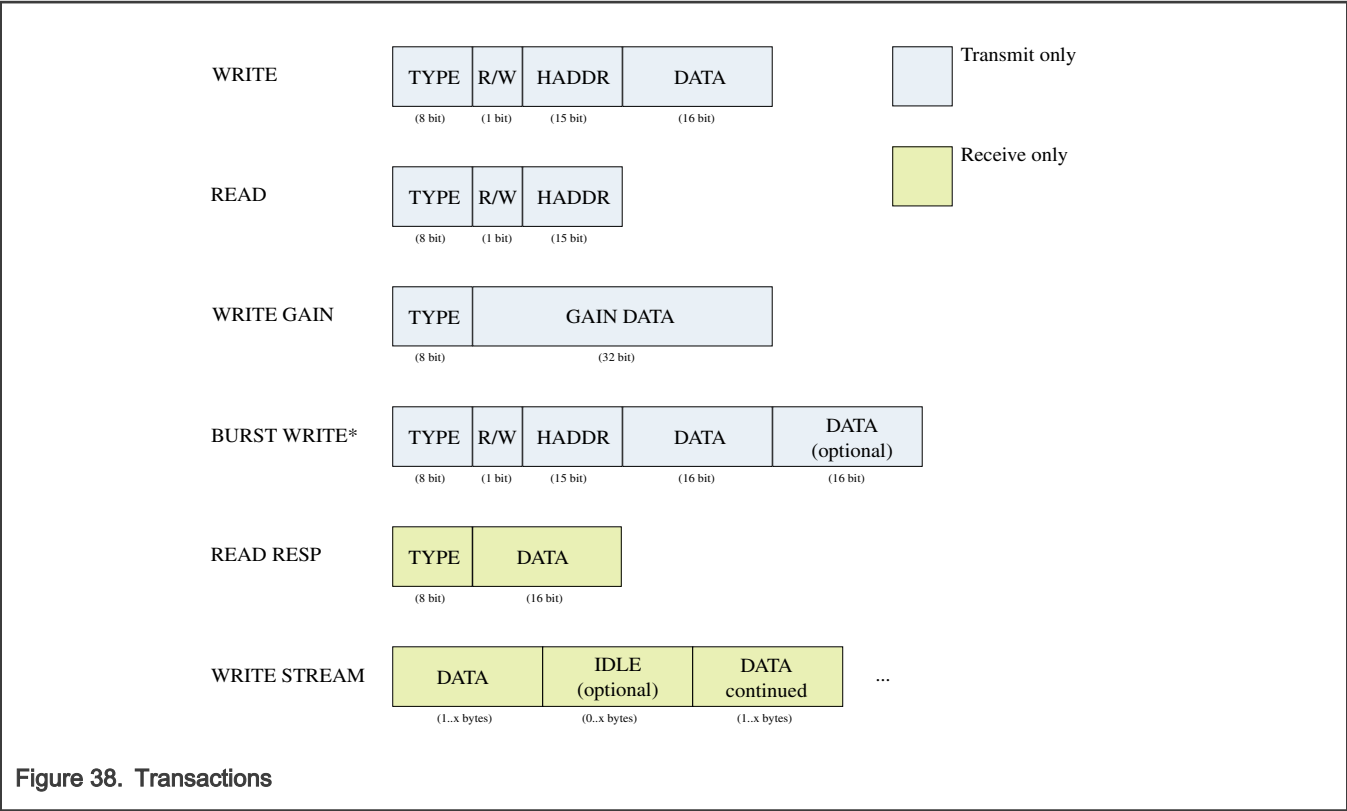 WRITE
TYPE R/W HADDR DATA
(8 bit) (1 bit) (15 bit) (16 bit)
Transmit only
Receive only
READ
TYPE R/W HADDR
(8 bit) (1 bit) (15 bit)
WRITE GAIN
TYPE GAIN DATA
(8 bit) (32 bit)
BURST WRITE*
TYPE R/W HADDR DATA DATA
(optional)
(8 bit) (1 bit) (15 bit) (16 bit) (16 bit)
READ RESP
TYPE DATA
(8 bit) (16 bit)
WRITE STREAM
DATA IDLE DATA ...
(optional) continued
(1..x bytes) (0..x bytes) (1..x bytes)
Figure 38. Transactions